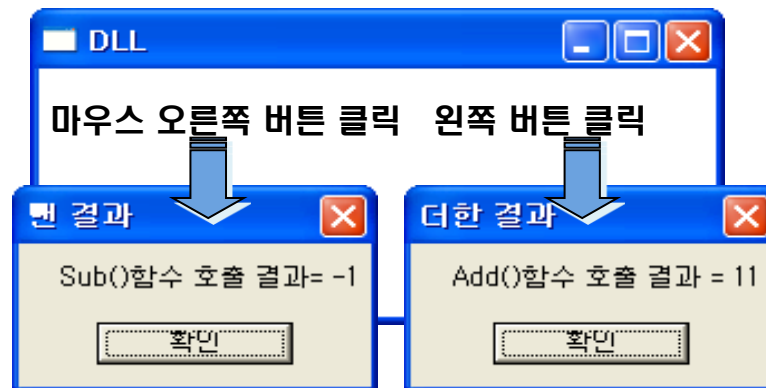 DLL
마우스 오른쪽 버튼 클릭 왼쪽 버튼 클릭
뺀 결과
더한 결과
Sub()함수 호출 결과= -1
Add()함수 호출 결과 = 11
확인
확인